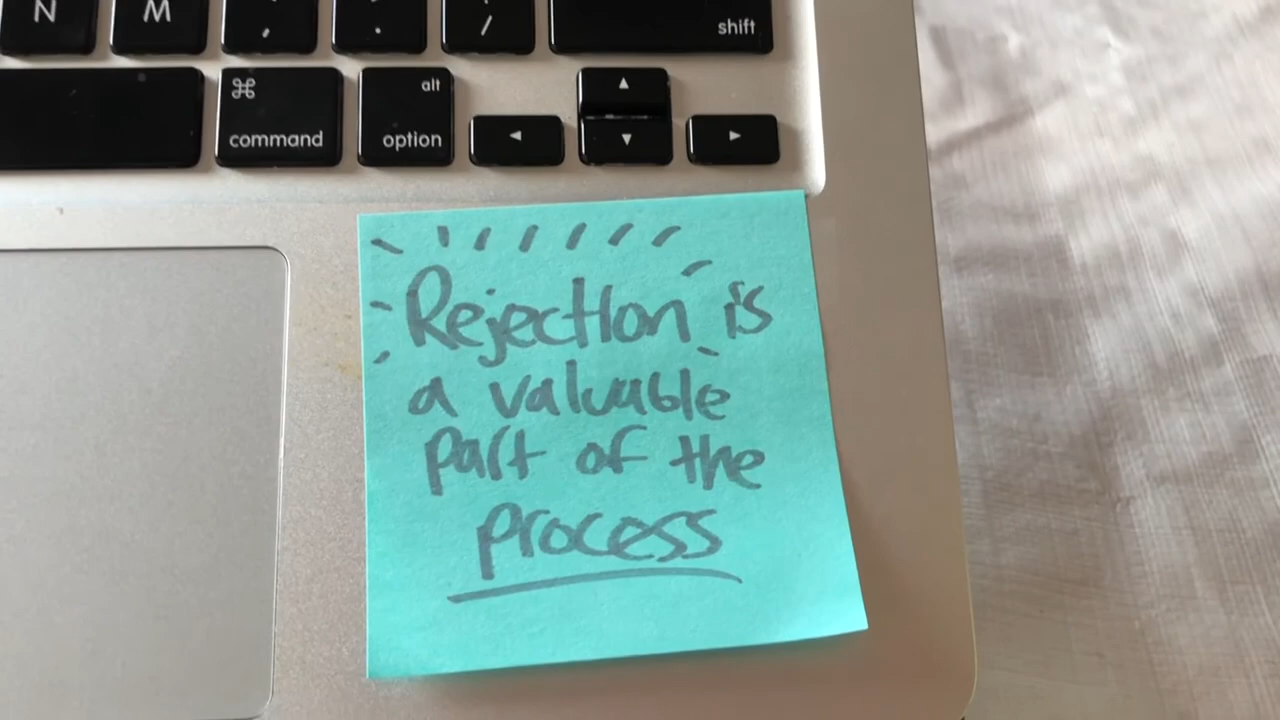 N M , . /
shift
⌘ alt
command option
◄ ▲ ▼ ►
Rejection is
a valuable
part of the
process